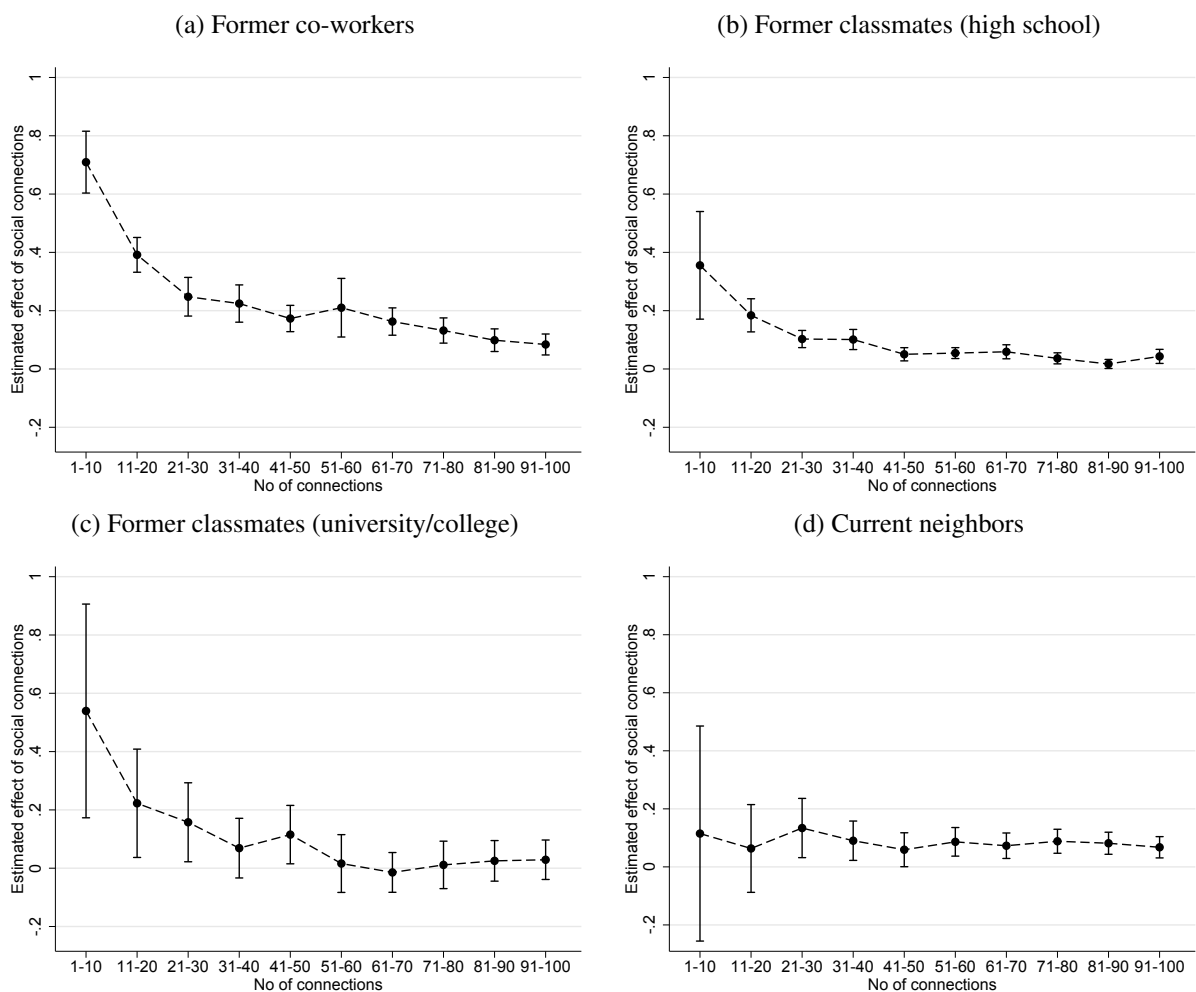 (a) Former co-workers
Estimated effect of social connections
1
.8
.6
.4
.2
0
-.2
1-10 11-20 21-30 31-40 41-50 51-60 61-70 71-80 81-90 91-100
No of connections
(b) Former classmates (high school)
Estimated effect of social connections
1
.8
.6
.4
.2
0
-.2
1-10 11-20 21-30 31-40 41-50 51-60 61-70 71-80 81-90 91-100
No of connections
(c) Former classmates (university/college)
Estimated effect of social connections
1
.8
.6
.4
.2
0
-.2
1-10 11-20 21-30 31-40 41-50 51-60 61-70 71-80 81-90 91-100
No of connections
(d) Current neighbors
Estimated effect of social connections
1
.8
.6
.4
.2
0
-.2
1-10 11-20 21-30 31-40 41-50 51-60 61-70 71-80 81-90 91-100
No of connections